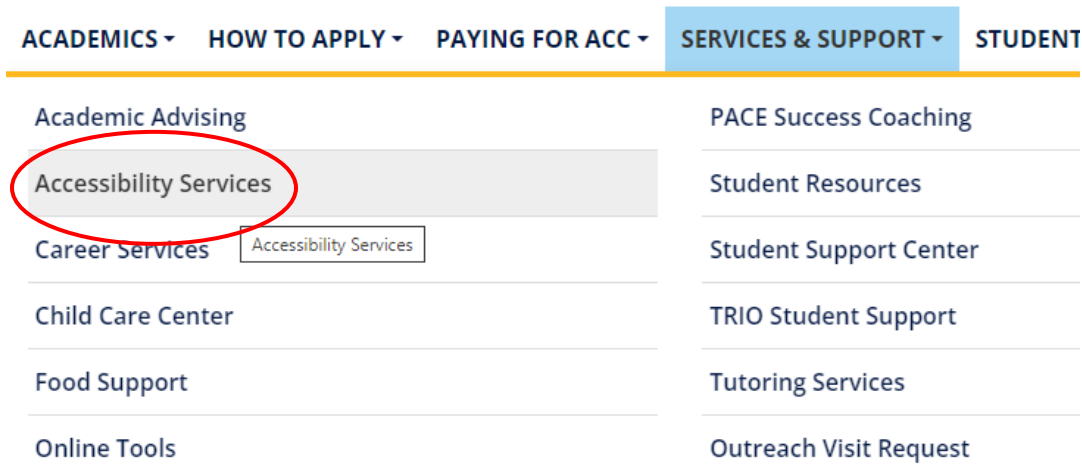 ACADEMICS HOW TO APPLY PAYING FOR ACC SERVICES & SUPPORT STUDENT
Academic Advising
Accessibility Services
Accessibility Services
Career Services
Child Care Center
Food Support
Online Tools
PACE Success Coaching
Student Resources
Student Support Center
TRIO Student Support
Tutoring Services
Outreach Visit Request